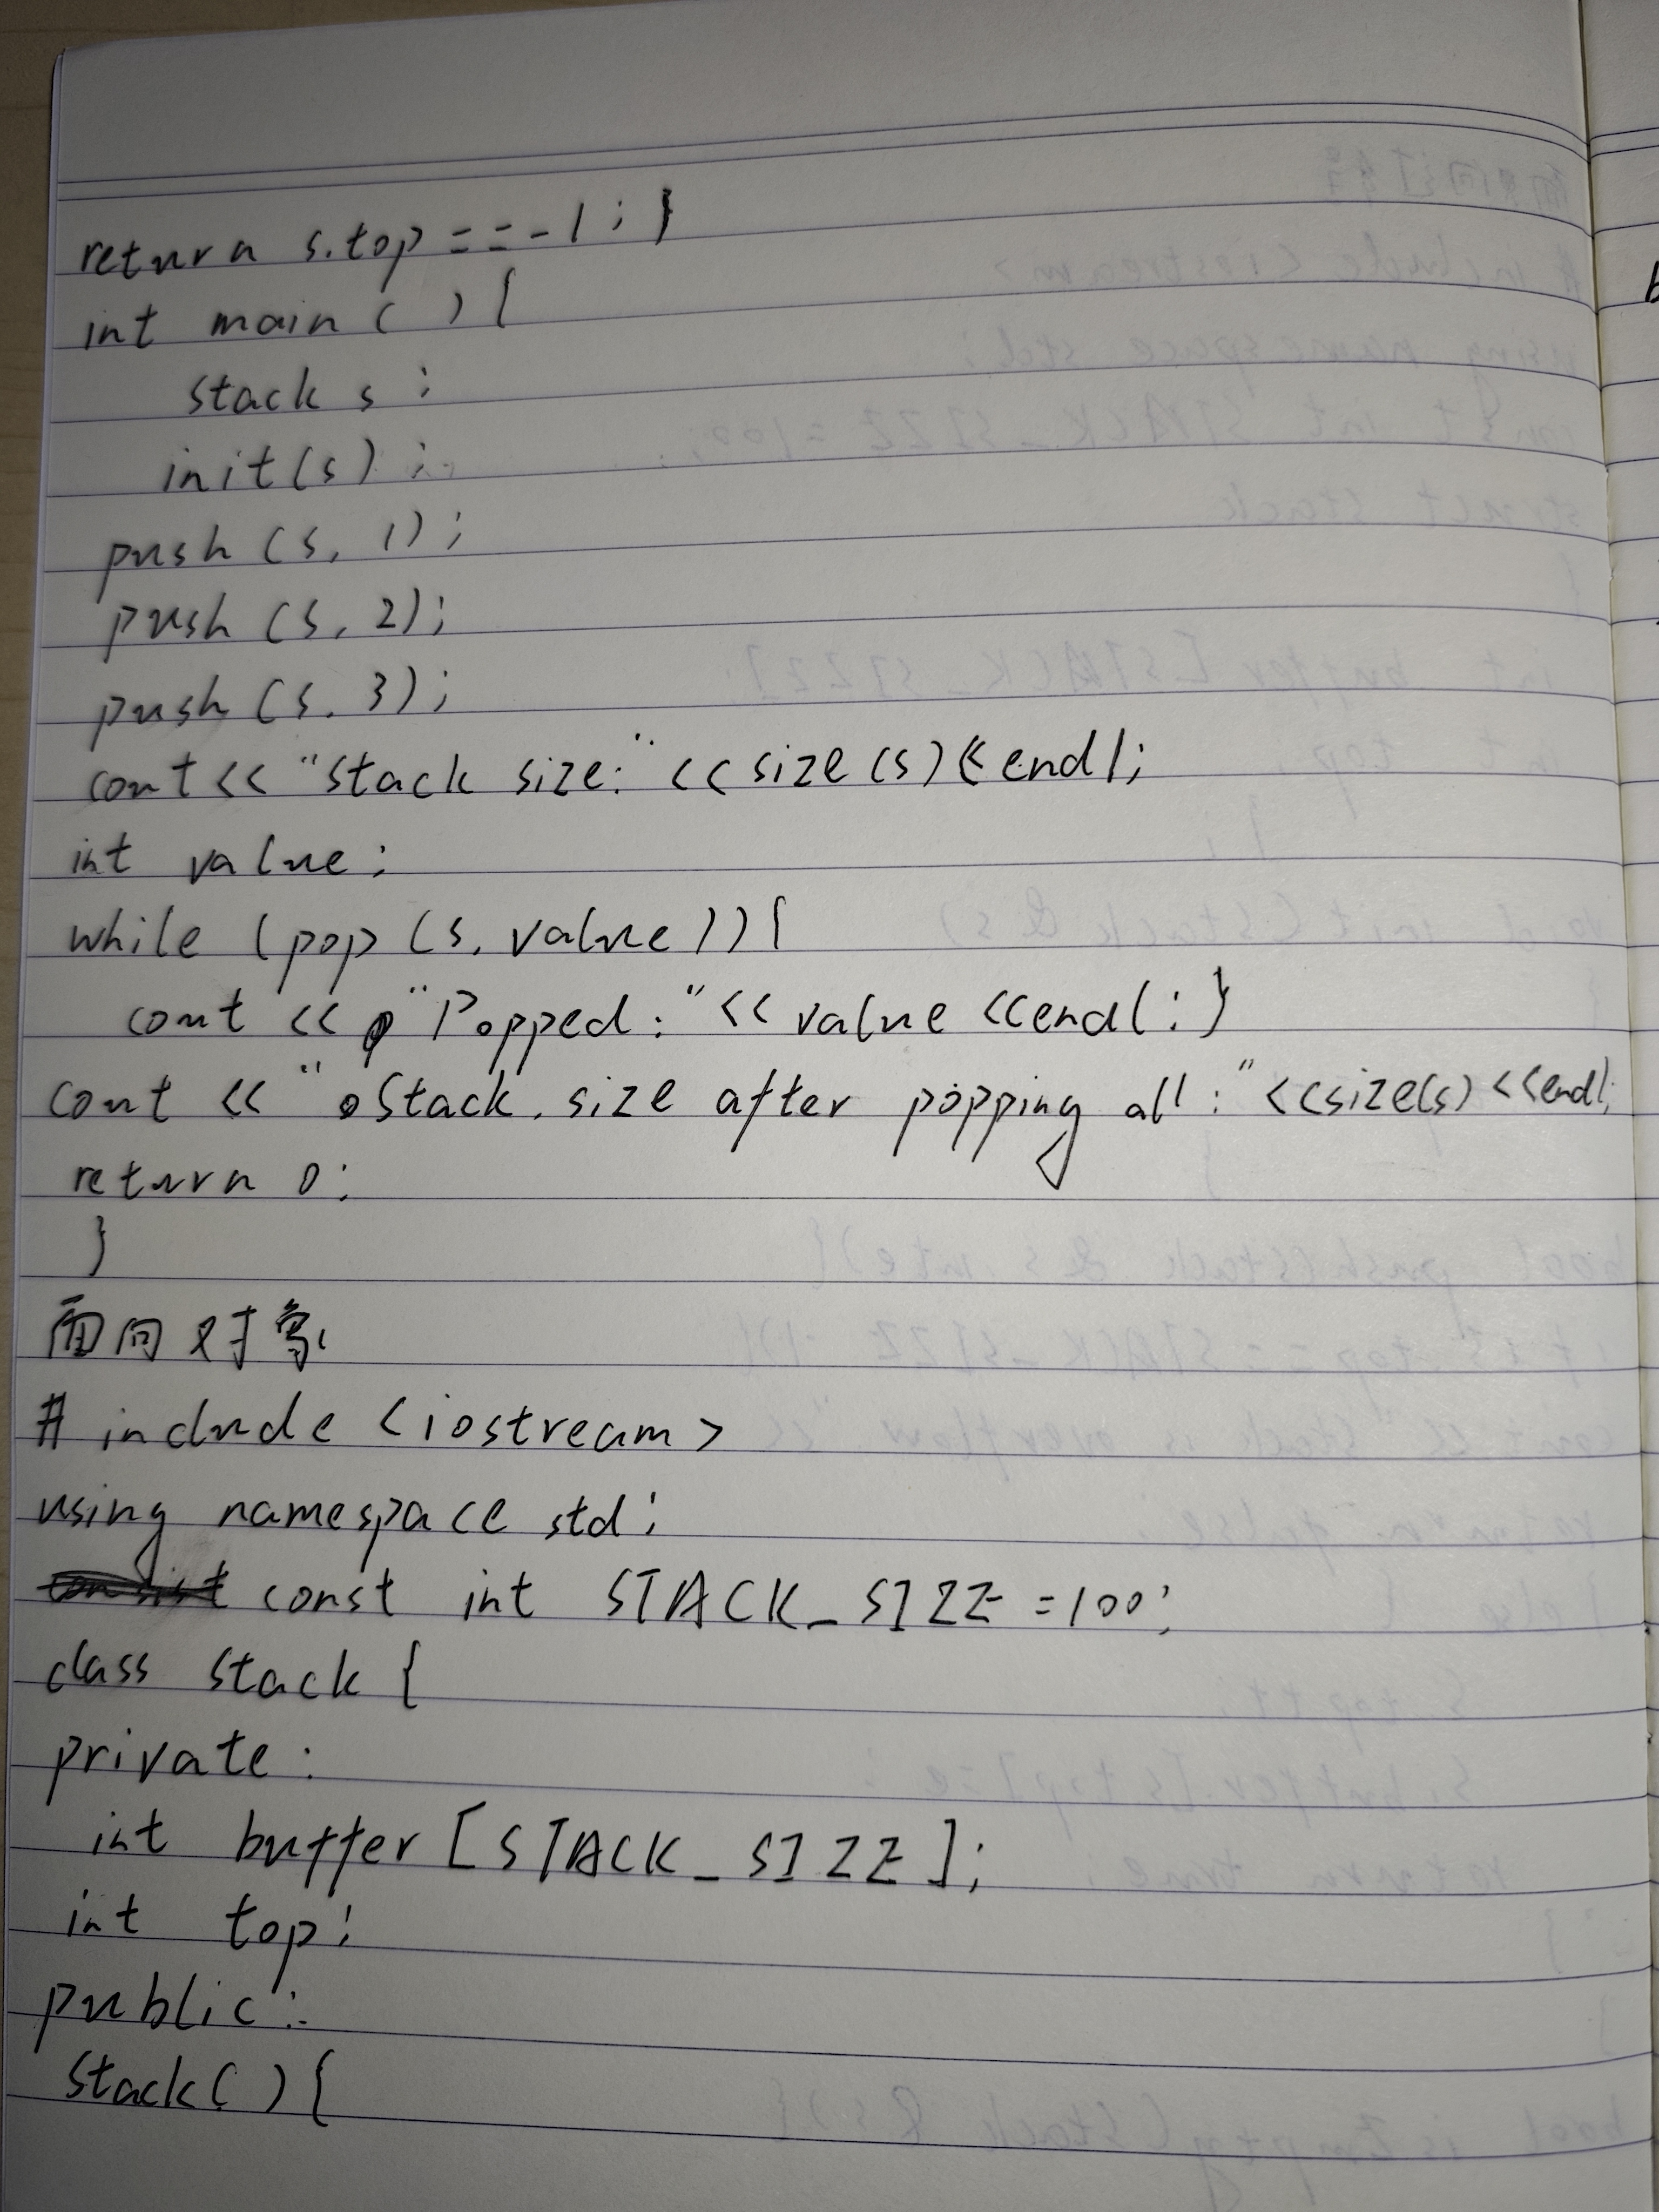 return s.top==-1;}
int main( ){
stack s;
init(s);
push(s,1);
push(s,2);
push(s,3);
cout<<"Stack size:"<<size(s)<<endl;
int value;
while (pop(s,value)){
cout <<"Popped:"<<value<<endl;}
cout <<"Stack.size after popping all:"<<size(s)<<endl;
return 0;
}
面向对象
#include <iostream>
using namespace std;
const int STACK_SIZE=100;
class stack{
private:
int buffer[STACK_SIZE];
int top;
public:
stack( ){